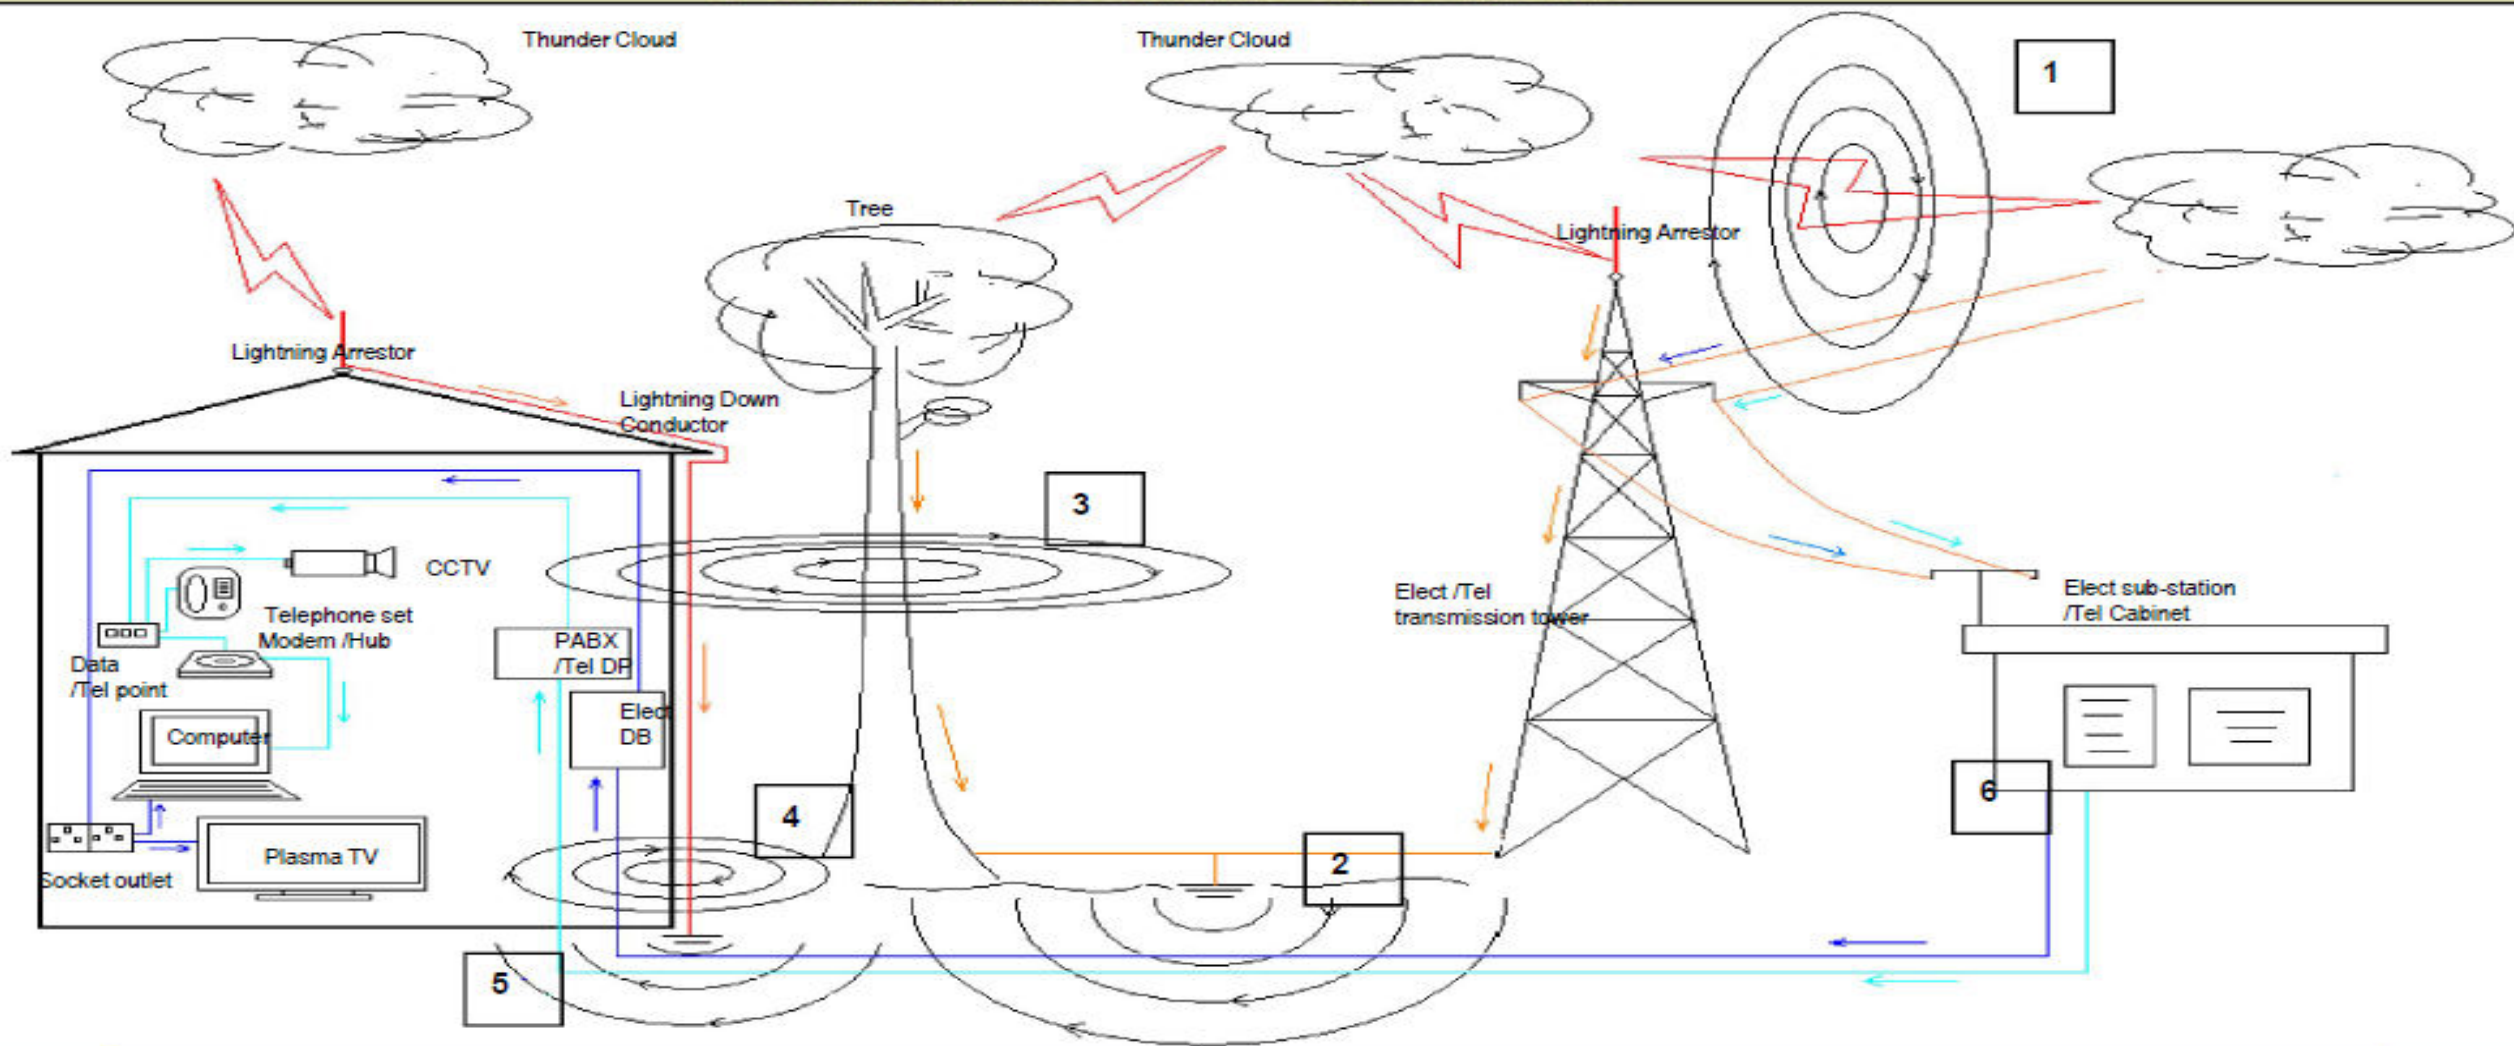 Thunder Cloud
Thunder Cloud
1
Tree
Lightning Arrestor
Lightning Arrestor
Lightning Down
Conductor
3
CCTV
Telephone set
Modem /Hub
Data
/Tel point
PABX
/Tel DP
Elect
DB
Computer
Elect /Tel
transmission tower
Elect sub-station
/Tel Cabinet
4
6
Plasma TV
Socket outlet
2
5